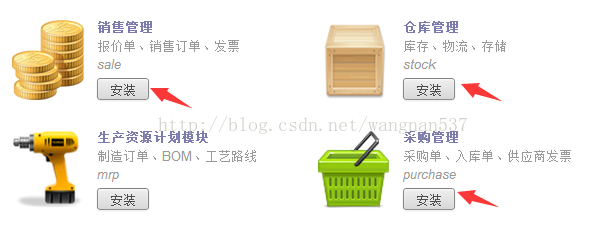 销售管理
报价单、销售订单、发票
sale
安装
仓库管理
库存、物流、存储
stock
安装
http://blog.csdn.net/wangnan537
生产资源计划模块
制造订单、BOM、工艺路线
mrp
安装
采购管理
采购单、入库单、供应商发票
purchase
安装